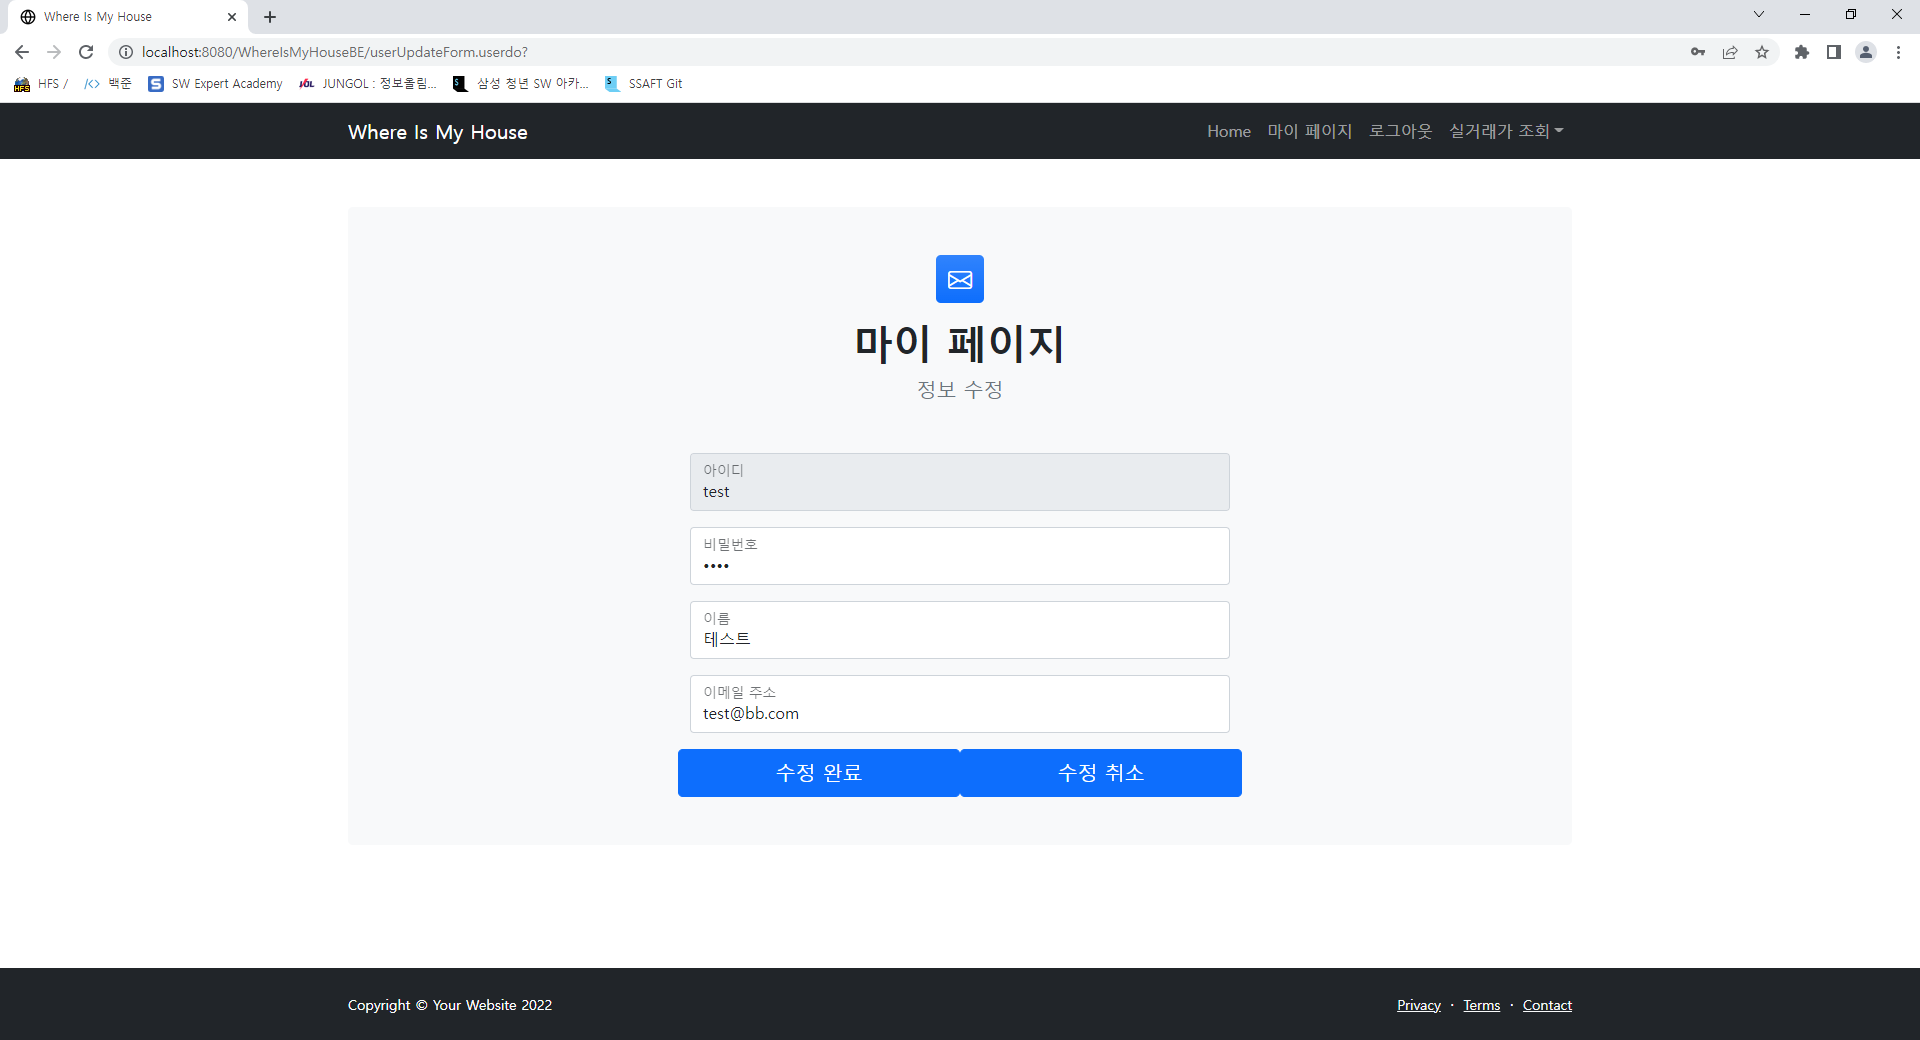 Where Is My House
localhost:8080/WhereIsMyHouseBE/userUpdateForm.userdo?
HFS / 백준 SW Expert Academy JUNGOL : 정보올림... 삼성 청년 SW 아카... SSAFT Git
Where Is My House Home 마이 페이지 로그아웃 실거래가 조회
마이 페이지
정보 수정
아이디
test
비밀번호
••••
이름
테스트
이메일 주소
test@bb.com
수정 완료 수정 취소
Copyright © Your Website 2022 Privacy · Terms · Contact